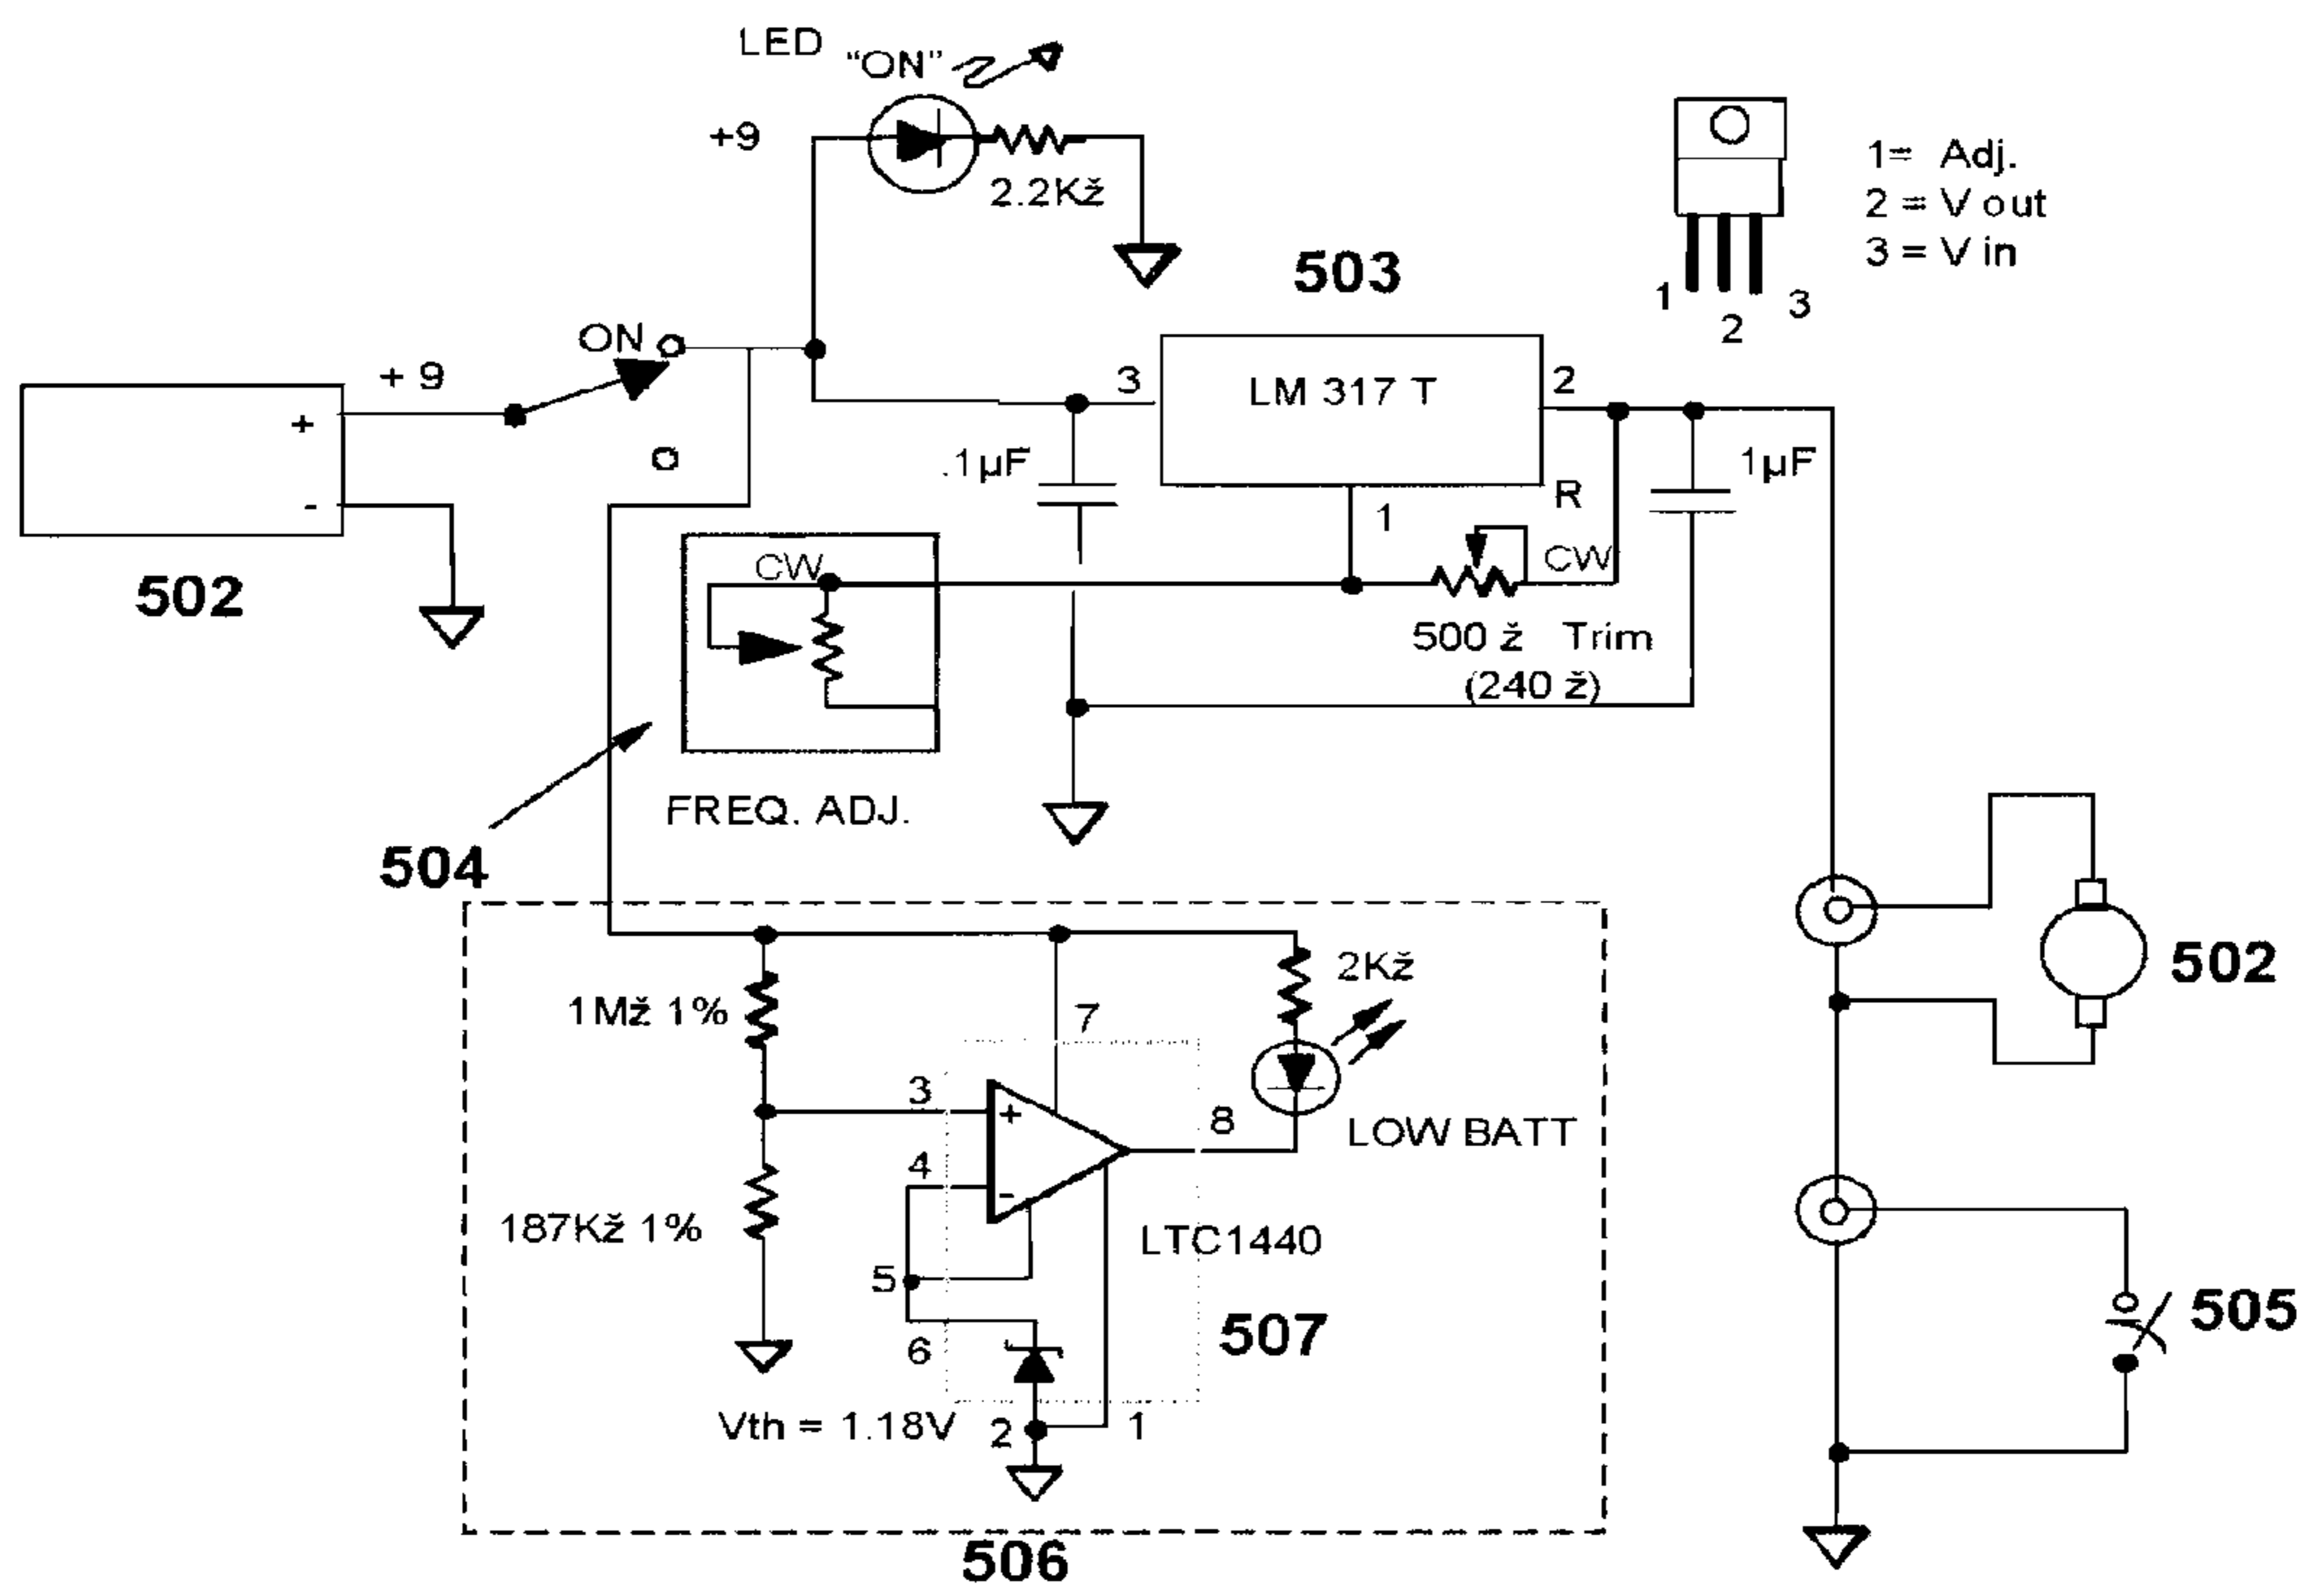 LED
“ON”
+9
2.2Kž
1= Adj.
2 = V out
3 = V in
1
2
3
503
ON
+ 9
+
-
502
3
LM 317 T
2
.1µF
1µF
R
1
CW
CW
500 ž Trim
(240 ž)
FREQ. ADJ.
504
502
2Kž
1Mž 1%
7
3
+
8
LOW BATT
4
-
187Kž 1%
LTC1440
5
507
505
6
Vth = 1.18V
2
1
506